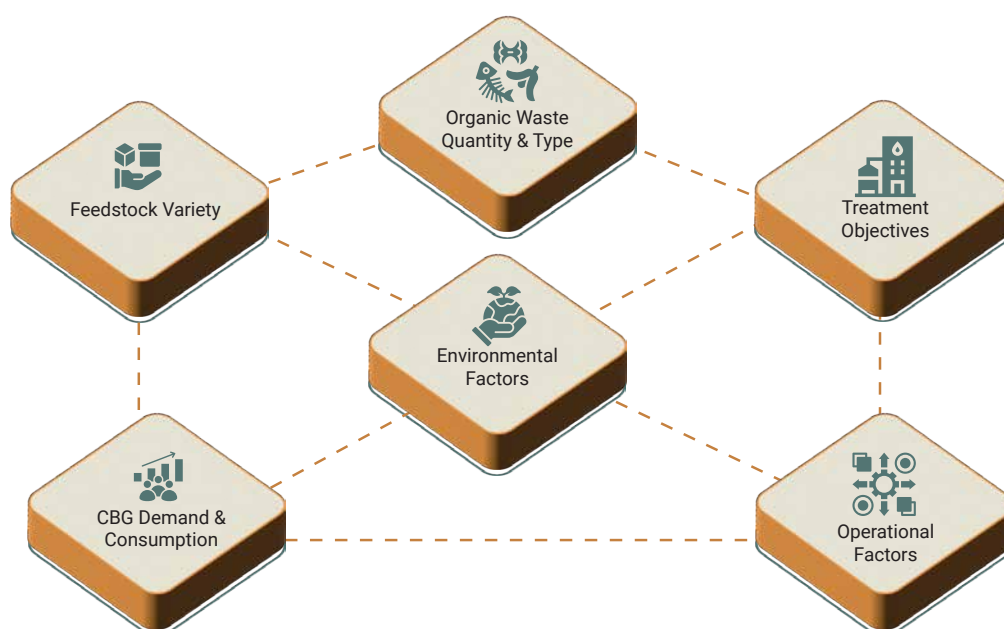 Organic Waste
Quantity & Type
Feedstock Variety
Treatment
Objectives
Environmental
Factors
CBG Demand &
Consumption
Operational
Factors